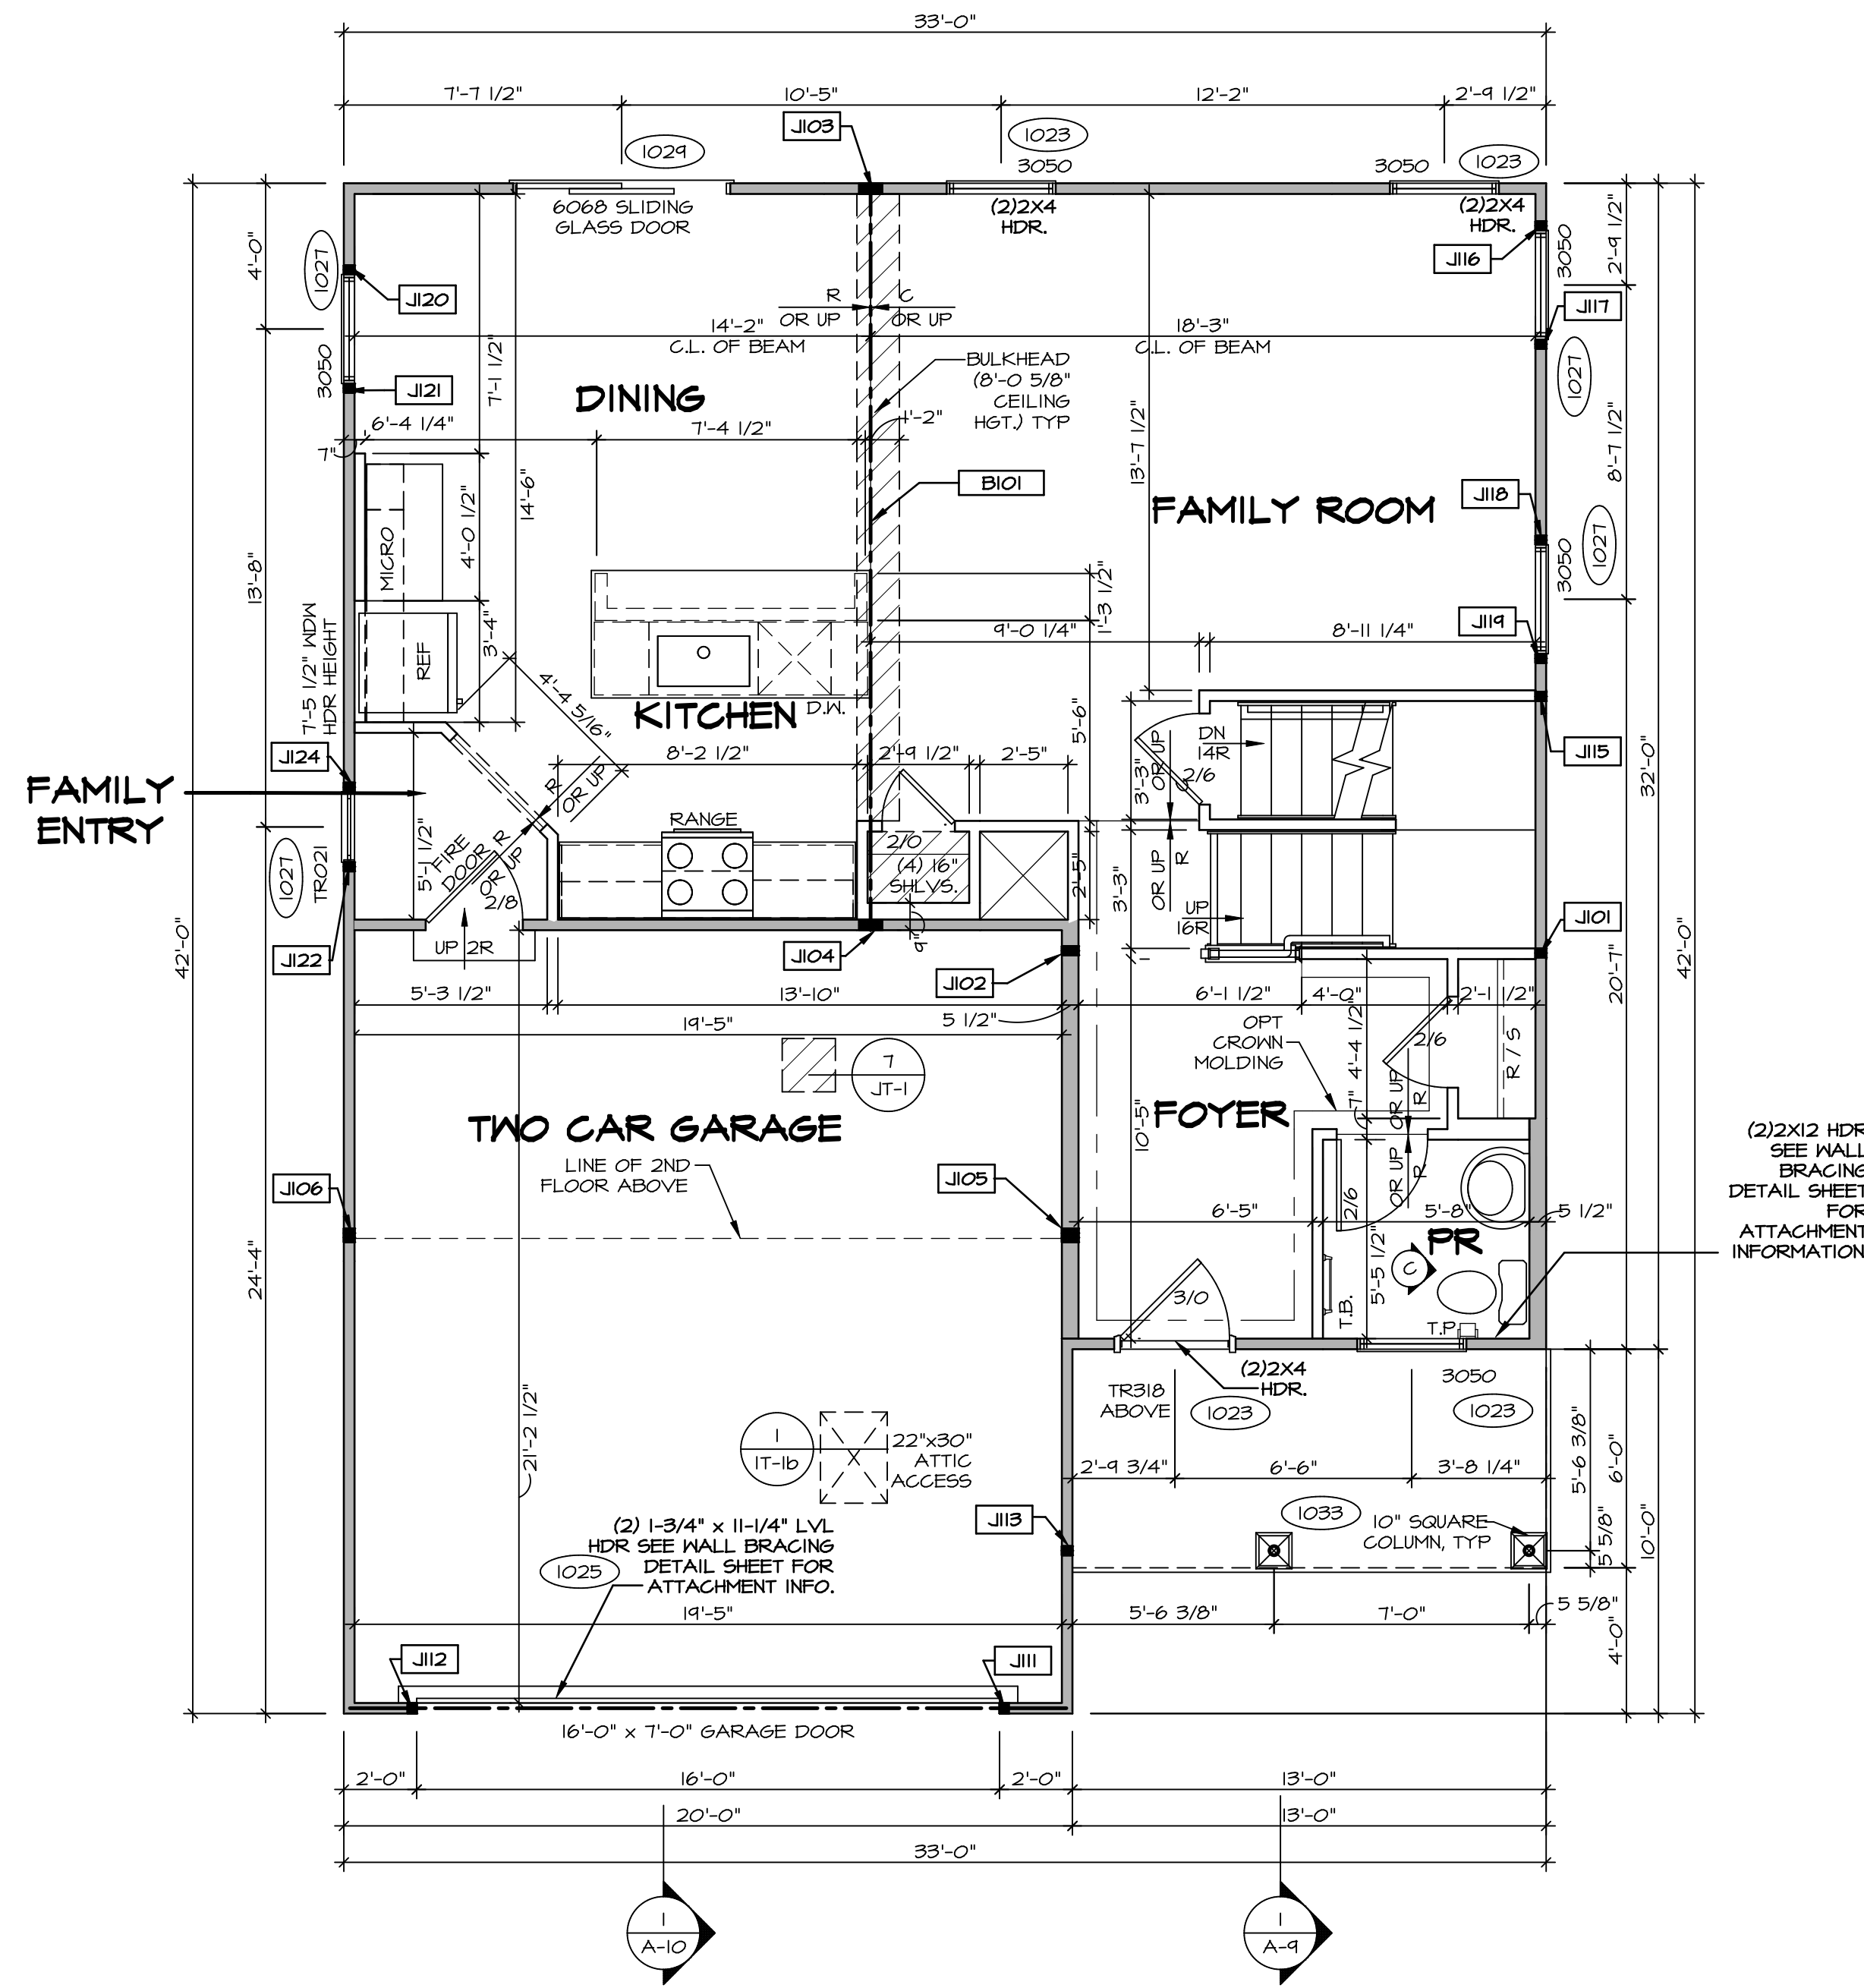 33'-0"
7'-7 1/2"
10'-5"
12'-2"
2'-9 1/2"
J103
1029
1023
1023
3050
3050
6068 SLIDING
GLASS DOOR
(2)2X4
HDR.
(2)2X4
HDR.
4'-0"
1027
J120
J116
3050
2'-9 1/2"
J117
R
OR UP
C
OR UP
14'-2"
C.L. OF BEAM
18'-3"
C.L. OF BEAM
3050
J121
7'-1 1/2"
DINING
BULKHEAD
(8'-0 5/8"
CEILING
HGT.) TYP
1027
6'-4 1/4"
7'-4 1/2"
1'-2"
7"
13'-7 1/2"
8'-7 1/2"
B101
J118
FAMILY ROOM
14'-6"
4'-0 1/2"
MICRO
13'-8"
3050
1027
1'-3 1/2"
J119
9'-0 1/4"
8'-11 1/4"
7'-5 1/2" WDW
HDR HEIGHT
REF
3'-4"
4'-4 5/16"
KITCHEN
D.W.
5'-6"
DN
14R
J115
32'-0"
J124
8'-2 1/2"
2'-9 1/2"
2'-5"
3'-3"
OR UP
R
2/6
FAMILY
ENTRY
R
OR UP
RANGE
5'-1 1/2"
FIRE
DOOR
R
OR UP
2/8
2/0
(4) 16"
SHLVS.
2'-5"
1027
TR021
3'-3"
OR UP
R
UP
16R
J101
UP 2R
9"
J122
J104
J102
42'-0"
20'-7"
42'-0"
5'-3 1/2"
13'-10"
6'-1 1/2"
4'-0"
2'-1 1/2"
19'-5"
5 1/2"
OPT
CROWN
MOLDING
4'-4 1/2"
2/6
R / S
7
JT-1
TWO CAR GARAGE
FOYER
10'-5"
7"
OR UP
R
(2)2X12 HDR
SEE WALL
BRACING
DETAIL SHEET
FOR
ATTACHMENT
INFORMATION
LINE OF 2ND
FLOOR ABOVE
J106
J105
OR UP
R
2/6
6'-5"
5'-8"
5 1/2"
PR
C
24'-4"
5'-5 1/2"
3/0
T.B.
T.P.
(2)2X4
HDR.
3050
TR318
ABOVE
1023
1023
21'-2 1/2"
1
IT-1b
22"x30"
ATTIC
ACCESS
2'-9 3/4"
6'-6"
3'-8 1/4"
5'-6 3/8"
6'-0"
J113
1033
10" SQUARE
COLUMN, TYP
5 5/8"
10'-0"
(2) 1-3/4" x 11-1/4" LVL
HDR SEE WALL BRACING
DETAIL SHEET FOR
ATTACHMENT INFO.
1025
19'-5"
5'-6 3/8"
7'-0"
5 5/8"
4'-0"
J112
J111
16'-0" x 7'-0" GARAGE DOOR
2'-0"
16'-0"
2'-0"
13'-0"
20'-0"
13'-0"
33'-0"
1
A-10
1
A-9